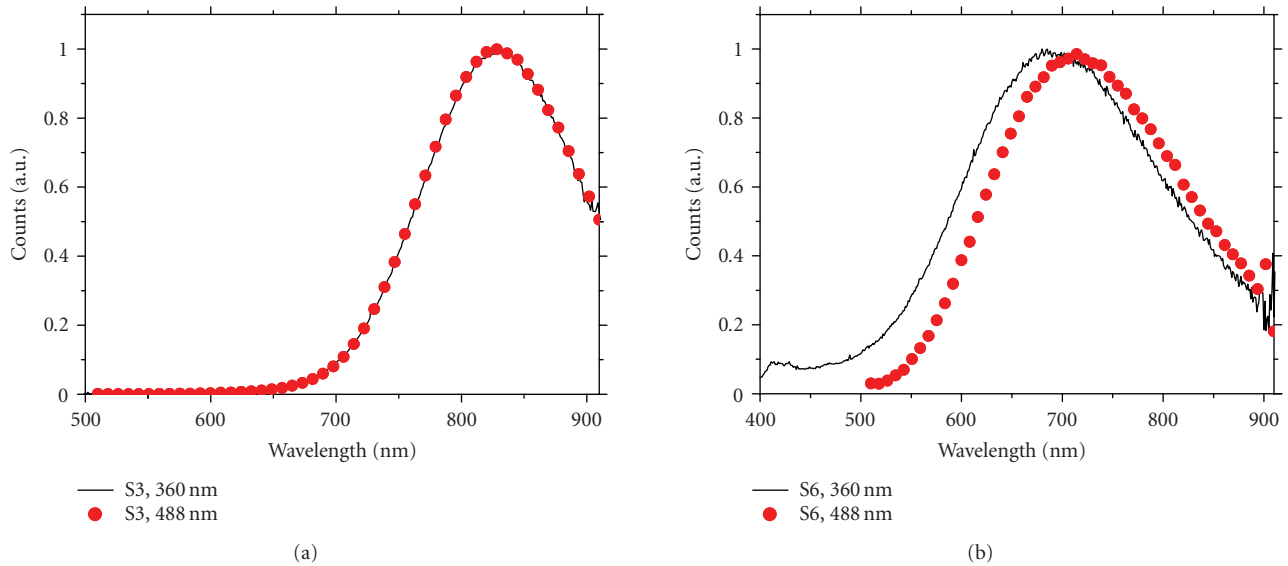 1
0.8
0.6
0.4
0.2
0
Counts (a.u.)
500 600 700 800 900
Wavelength (nm)
S3, 360 nm
S3, 488 nm
(a)
1
0.8
0.6
0.4
0.2
0
Counts (a.u.)
400 500 600 700 800 900
Wavelength (nm)
S6, 360 nm
S6, 488 nm
(b)